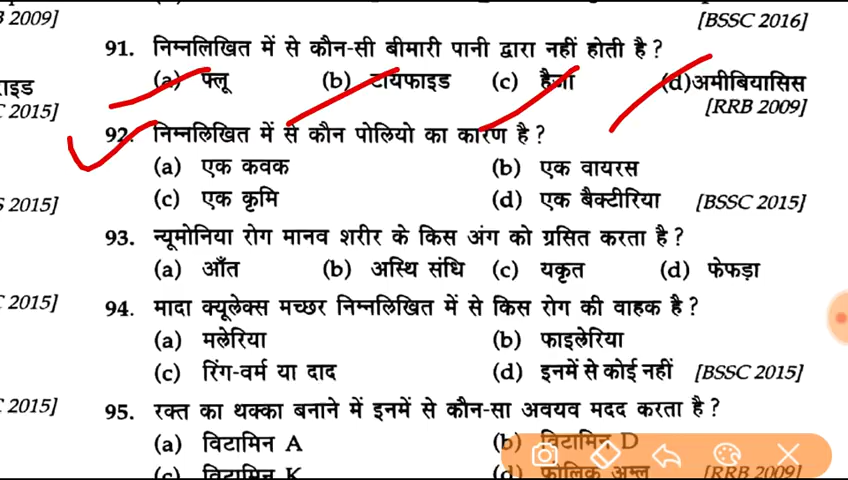 3 2009]
[BSSC 2016]
91. निम्नलिखित में से कौन-सी बीमारी पानी द्वारा नहीं होती है ?
(a) फ्लू (b) टायफाइड (c) हैजा (d) अमीबियासिस
राइड
[RRB 2009]
2015]
92. निम्नलिखित में से कौन पोलियो का कारण है ?
(a) एक कवक (b) एक वायरस
(c) एक कृमि (d) एक बैक्टीरिया [BSSC 2015]
2015]
93. न्यूमोनिया रोग मानव शरीर के किस अंग को ग्रसित करता है ?
(a) आँत (b) अस्थि संधि (c) यकृत (d) फेफड़ा
2015]
94. मादा क्यूलेक्स मच्छर निम्नलिखित में से किस रोग की वाहक है ?
(a) मलेरिया (b) फाइलेरिया
(c) रिंग-वर्म या दाद (d) इनमें से कोई नहीं [BSSC 2015]
2015]
95. रक्त का थक्का बनाने में इनमें से कौन-सा अवयव मदद करता है ?
(a) विटामिन A (b) विटामिन D
(c) विटामिन K (d) फोलिक अम्ल [RRB 2009]